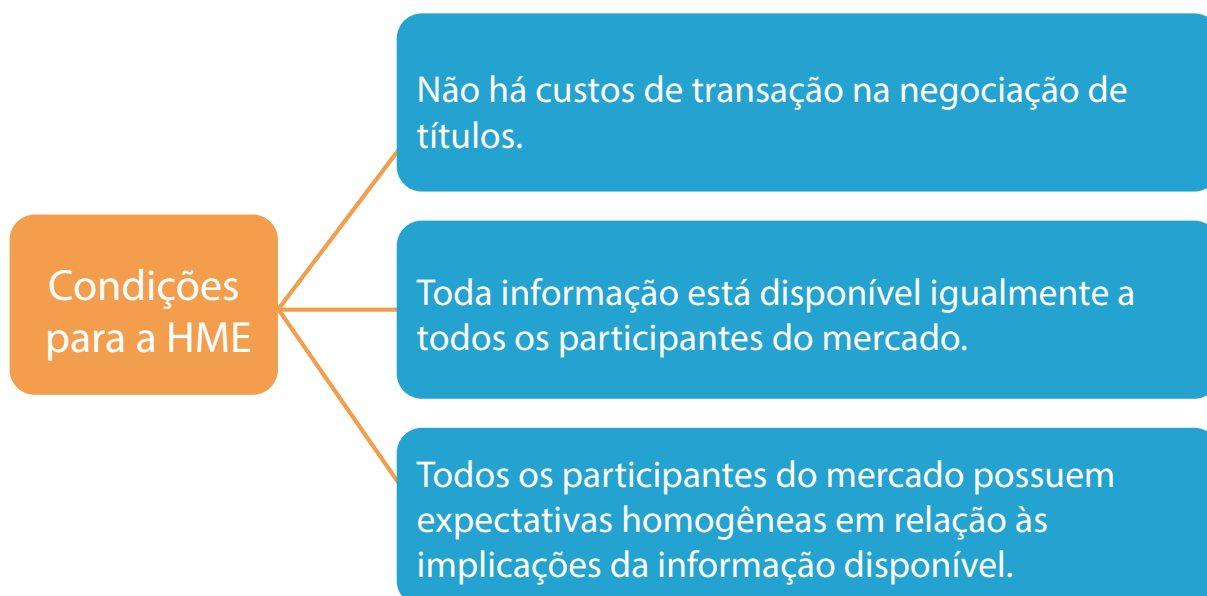 Não há custos de transação na negociação de
títulos.
Condições
para a HME
Toda informação está disponível igualmente a
todos os participantes do mercado.
Todos os participantes do mercado possuem
expectativas homogêneas em relação às
implicações da informação disponível.